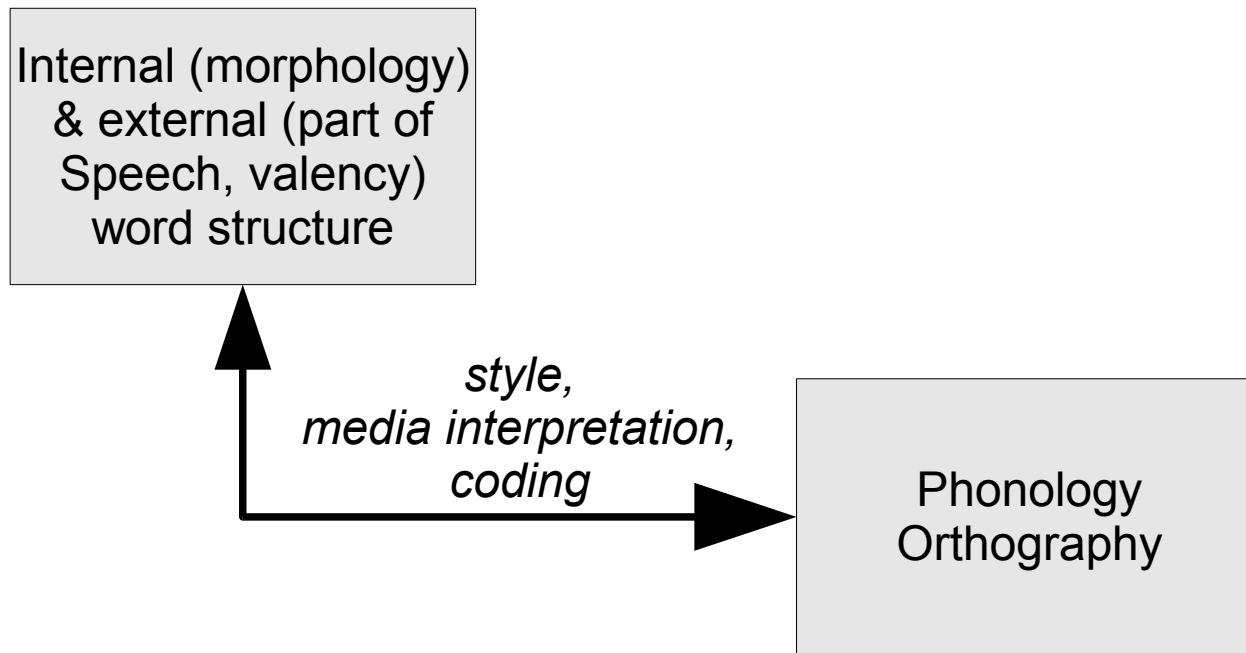 Internal (morphology)
& external (part of
Speech, valency)
word structure
style,
media interpretation,
coding
Phonology
Orthography